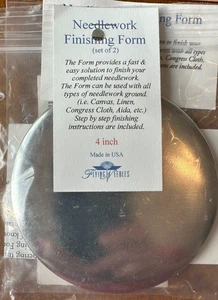 Needlework
Finishing Form
(set of 2)
The Form provides a fast &
easy solution to finish your
completed needlework.
The Form can be used with all
types of needlework ground.
(i.e. Canvas, Linen,
Congress Cloth, Aida, etc.)
Step by step finishing
instructions are included.
4 inch
Made in USA